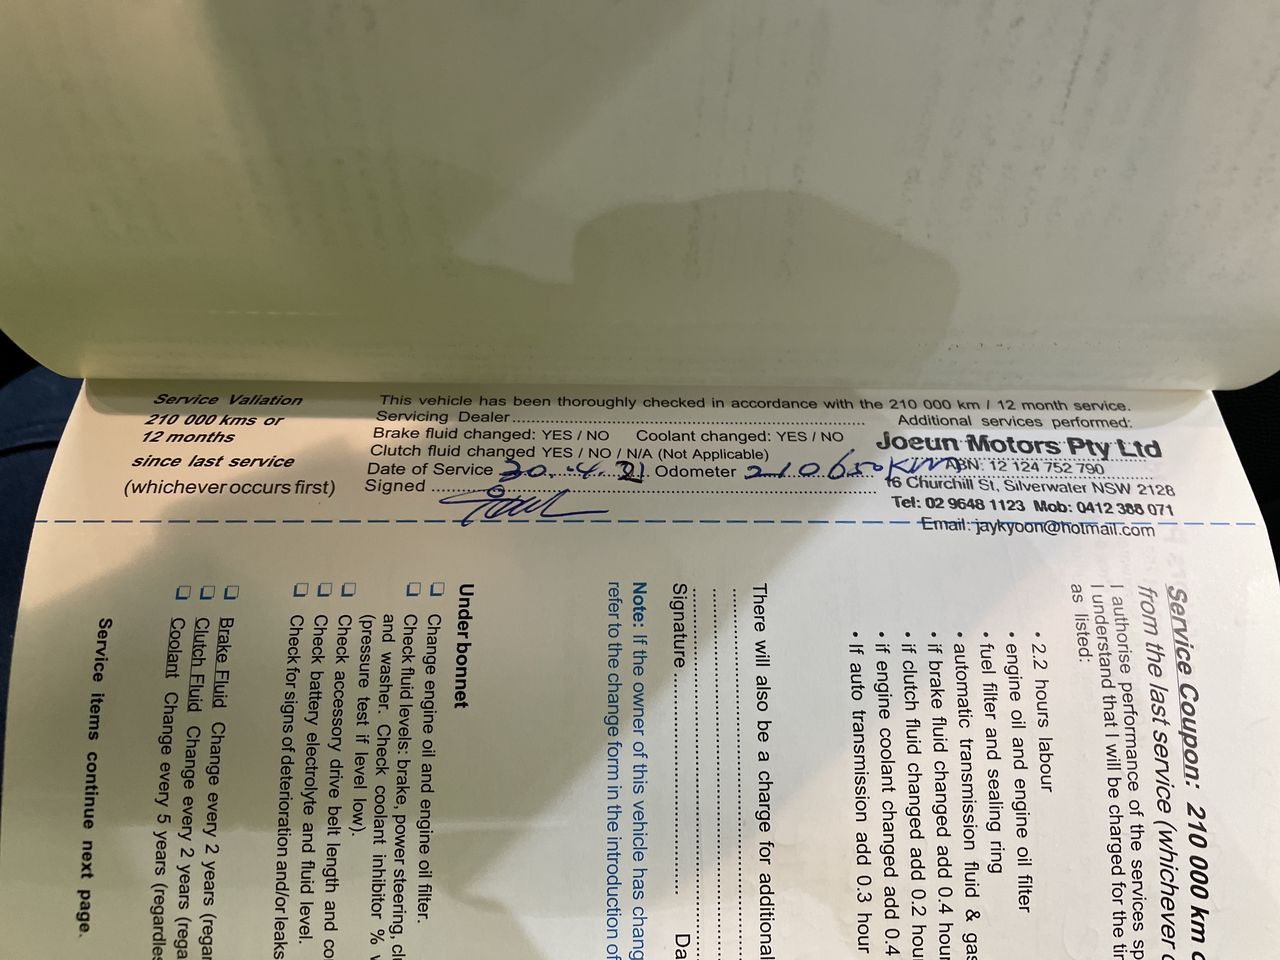 Service Valiation
210 000 kms or
12 months
since last service
(whichever occurs first)
This vehicle has been thoroughly checked in accordance with the 210 000 km / 12 month service.
Servicing Dealer
Additional services performed:
Brake fluid changed: YES / NO Coolant changed: YES / NO
Clutch fluid changed YES / NO / N/A (Not Applicable)
Date of Service 30.4.21 Odometer 210650KM
Signed
Joeun Motors Pty Ltd
ABN: 12 124 752 790
16 Churchill St, Silverwater NSW 2128
Tel: 02 9648 1123 Mob: 0412 388 071
Email: jaykyoon@hotmail.com
Service Coupon: 210 000 km
from the last service (whichever
I authorise performance of the services
I understand that I will be charged for the
as listed:
• 2.2 hours labour
• engine oil and engine oil filter
• fuel filter and sealing ring
• automatic transmission fluid &
• if brake fluid changed add 0.4
• if clutch fluid changed add 0.2
• if engine coolant changed add 0.4
• If auto transmission add 0.3 hour
There will also be a charge for additional
Signature
Note: If the owner of this vehicle has
refer to the change form in the introduction of
Under bonnet
❑ Change engine oil and engine oil filter.
❑ Check fluid levels: brake, power steering,
and washer. Check coolant inhibitor %
(pressure test if level low).
❑ Check accessory drive belt length and
❑ Check battery electrolyte and fluid level.
❑ Check for signs of deterioration and/or leaks
❑ Brake Fluid Change every 2 years
❑ Clutch Fluid Change every 2 years
❑ Coolant Change every 5 years
Service items continue next page.